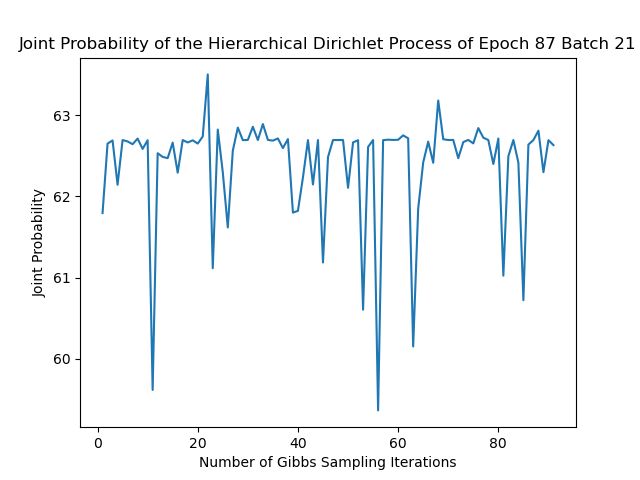 Joint Probability of the Hierarchical Dirichlet Process of Epoch 87 Batch 21
63
62
61
60
Joint Probability
0 20 40 60 80
Number of Gibbs Sampling Iterations